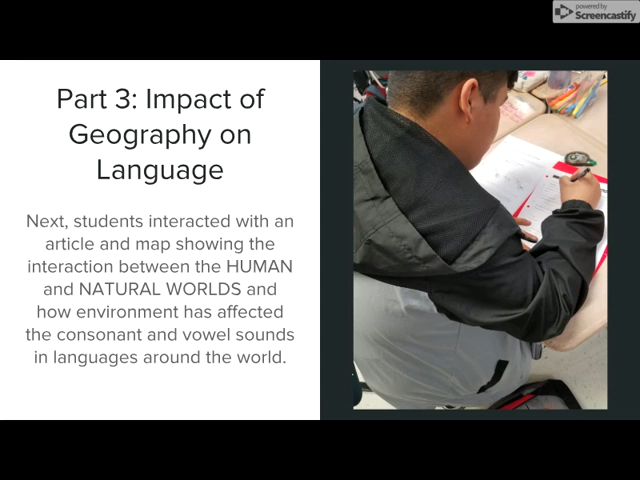 powered by
Screencastify
Part 3: Impact of
Geography on
Language
Next, students interacted with an
article and map showing the
interaction between the HUMAN
and NATURAL WORLDS and
how environment has affected
the consonant and vowel sounds
in languages around the world.